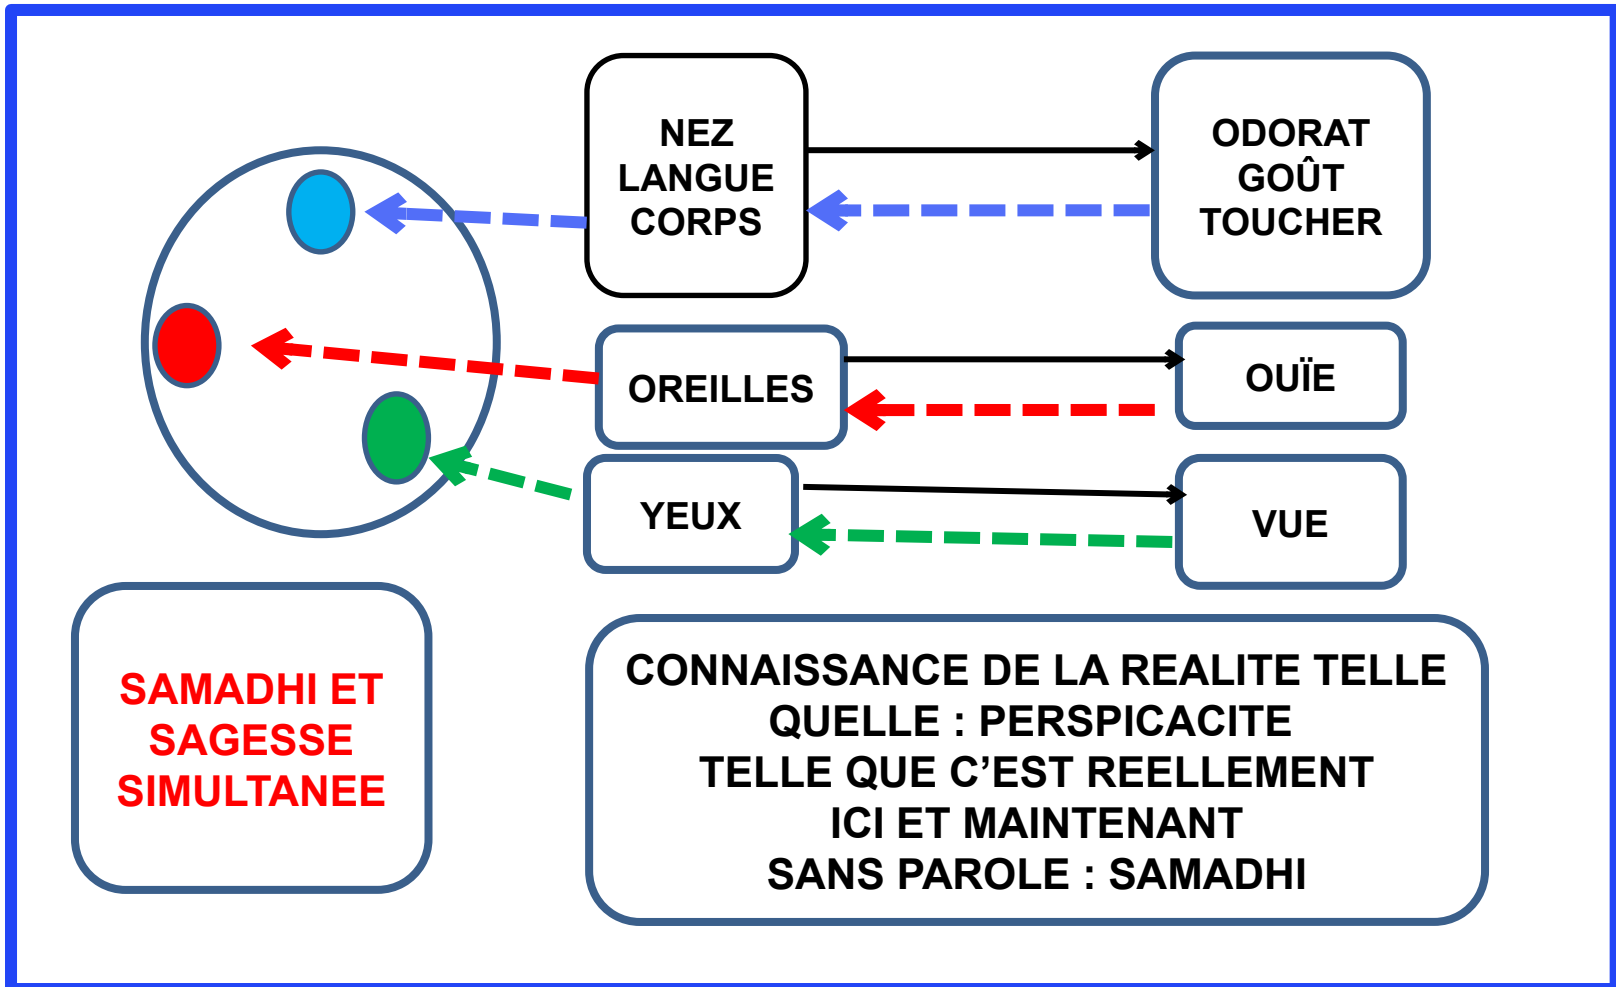 NEZ
LANGUE
CORPS
ODORAT
GOÛT
TOUCHER
OREILLES
OUÏE
YEUX
VUE
SAMADHI ET
SAGESSE
SIMULTANEE
CONNAISSANCE DE LA REALITE TELLE
QUELLE : PERSPICACITE
TELLE QUE C’EST REELLEMENT
ICI ET MAINTENANT
SANS PAROLE : SAMADHI